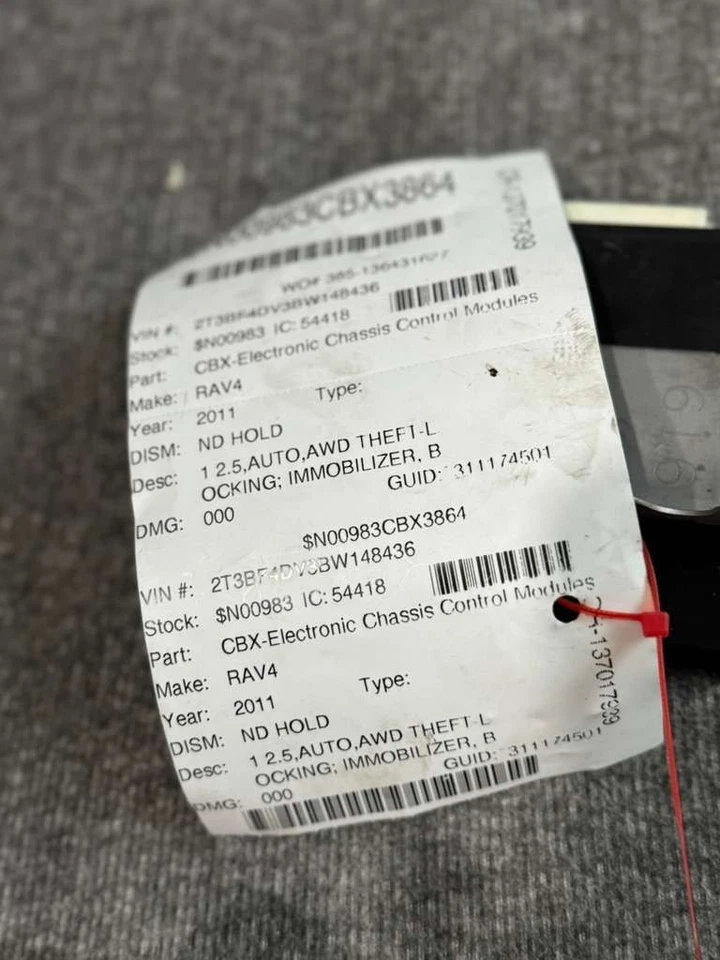 N00983CBX3864
WO# 385-136431627
VIN #: 2T3BF4DV3BW148436
Stock: $N00983 IC: 54418
Part: CBX-Electronic Chassis Control Modules
Make: RAV4
Year: 2011 Type:
DISM: ND HOLD
Desc: 1 2.5,AUTO,AWD THEFT-L
OCKING; IMMOBILIZER, B
DMG: 000 GUID: 311174501
$N00983CBX3864
VIN #: 2T3BF4DV3BW148436
Stock: $N00983 IC: 54418
Part: CBX-Electronic Chassis Control Modules
Make: RAV4
Year: 2011 Type:
DISM: ND HOLD
Desc: 1 2.5,AUTO,AWD THEFT-L
OCKING; IMMOBILIZER, B
DMG: 000 GUID: 311174501